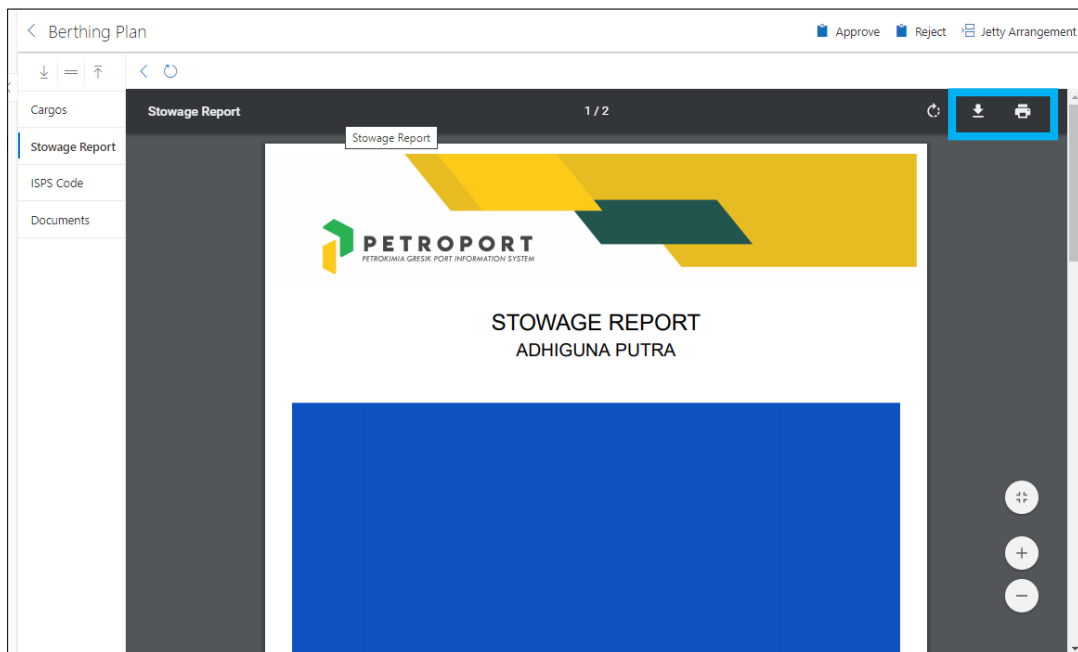 Berthing Plan
Approve
Reject
Jetty Arrangement
Cargos
Stowage Report
ISPS Code
Documents
Stowage Report
1 / 2
Stowage Report
PETROPORT
PETROKIMIA GRESIK PORT INFORMATION SYSTEM
STOWAGE REPORT
ADHIGUNA PUTRA